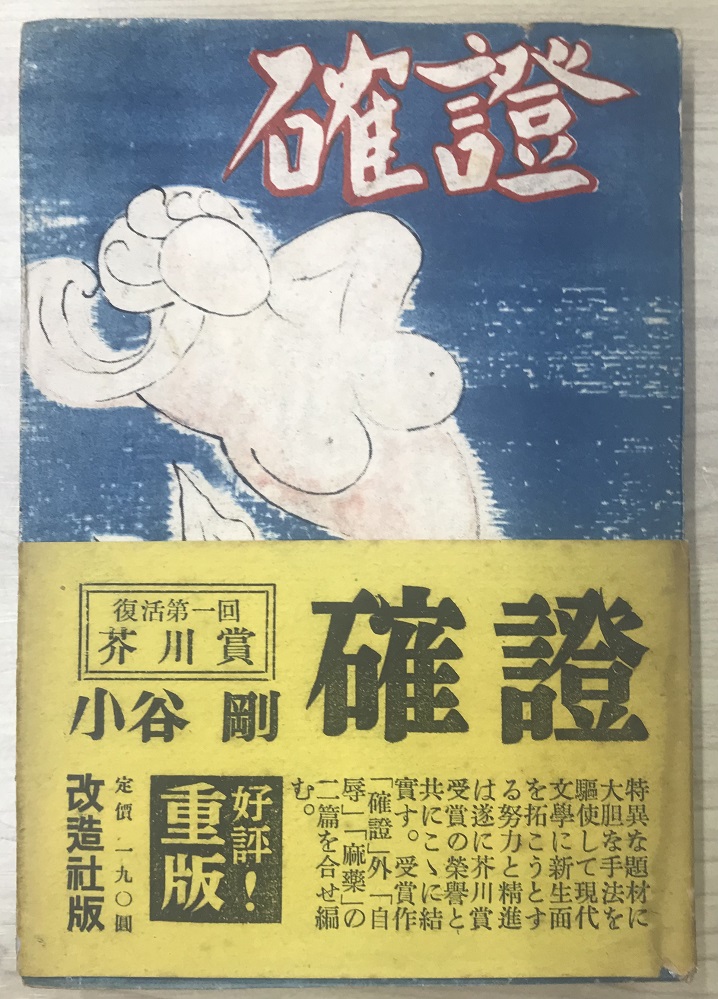 確證
復活第一回
芥川賞
確證
小谷 剛
特異な題材に
大胆な手法を
驅使して現代
文學に新生面
を拓こうとす
る努力と精進
は遂に芥川賞
受賞の榮譽と
共にこゝに結
實す。受賞作
「確證」外「自
辱」「麻藥」の
二篇を合せ編
む。
好評!
重版
定價 一九〇圓
改造社版